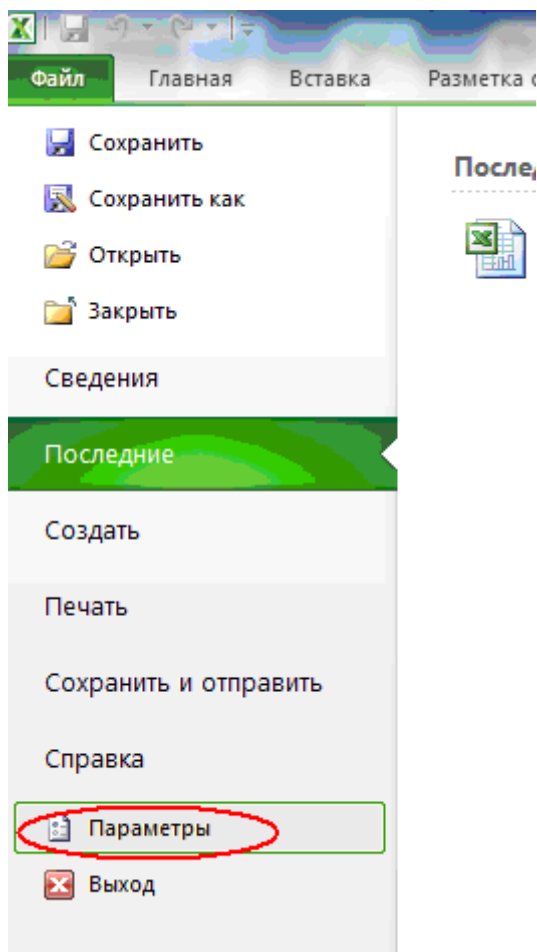 Файл Главная Вставка Разметка
Сохранить
Сохранить как
Открыть
Закрыть
Сведения
Последние
Создать
Печать
Сохранить и отправить
Справка
Параметры
Выход